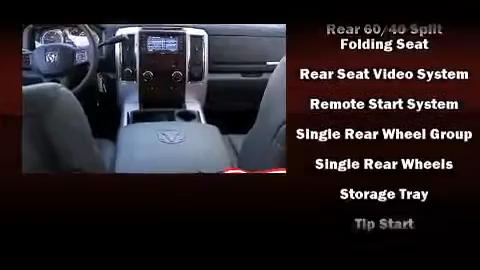 Rear 60/40 Split
Folding Seat
Rear Seat Video System
Remote Start System
Single Rear Wheel Group
Single Rear Wheels
Storage Tray
Tip Start